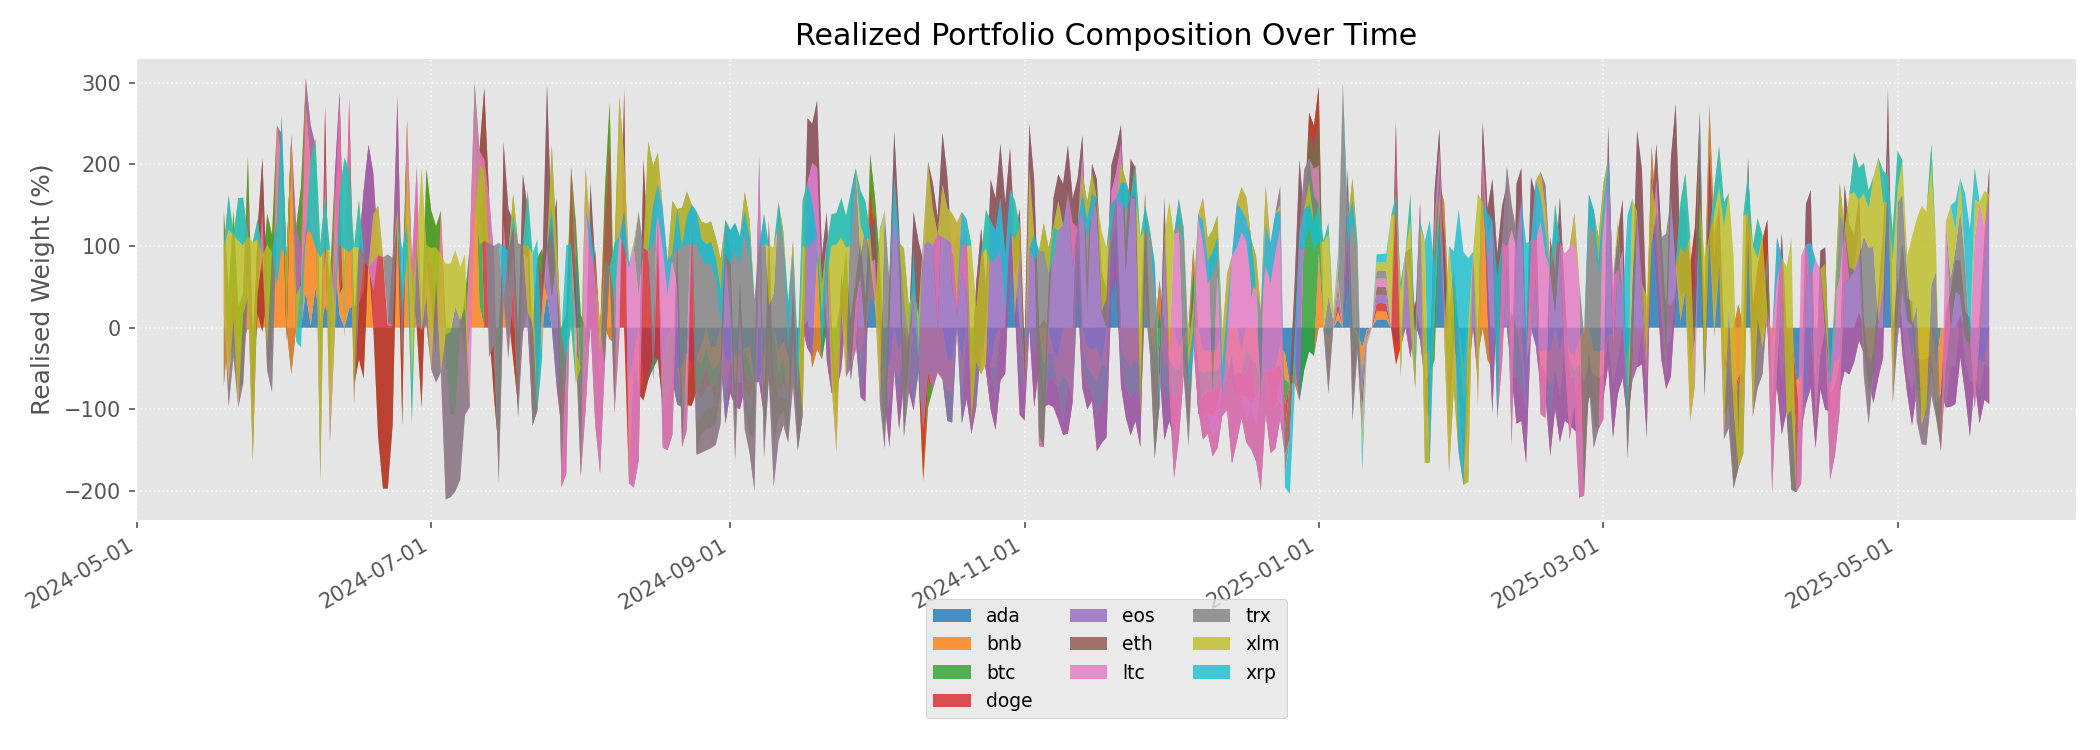 Realized Portfolio Composition Over Time
Realised Weight (%)
300
200
100
0
−100
−200
2024-05-01
2024-07-01
2024-09-01
2024-11-01
2025-01-01
2025-03-01
2025-05-01
ada
bnb
btc
doge
eos
eth
ltc
trx
xlm
xrp